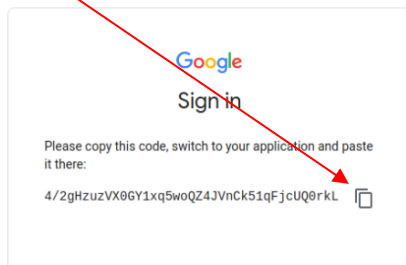 Google
Sign in
Please copy this code, switch to your application and paste
it there:
4/2gHzuzVX0GY1xq5woQZ4JVnCk51qFjcUQ0rkL